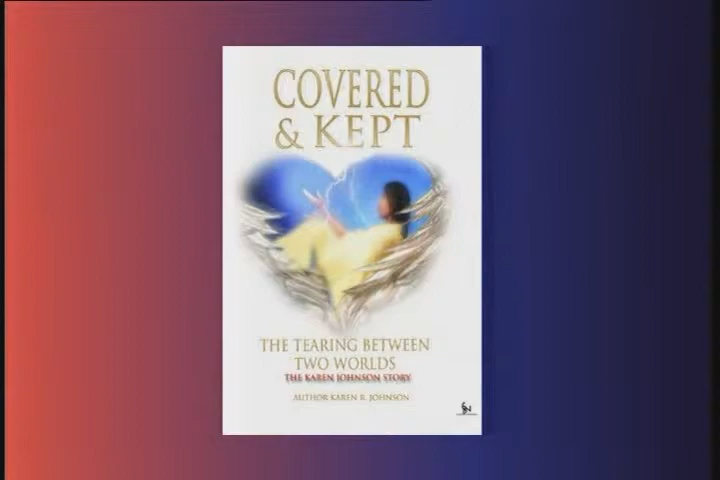 COVERED
& KEPT
THE TEARING BETWEEN
TWO WORLDS
THE KAREN JOHNSON STORY
AUTHOR KAREN R. JOHNSON